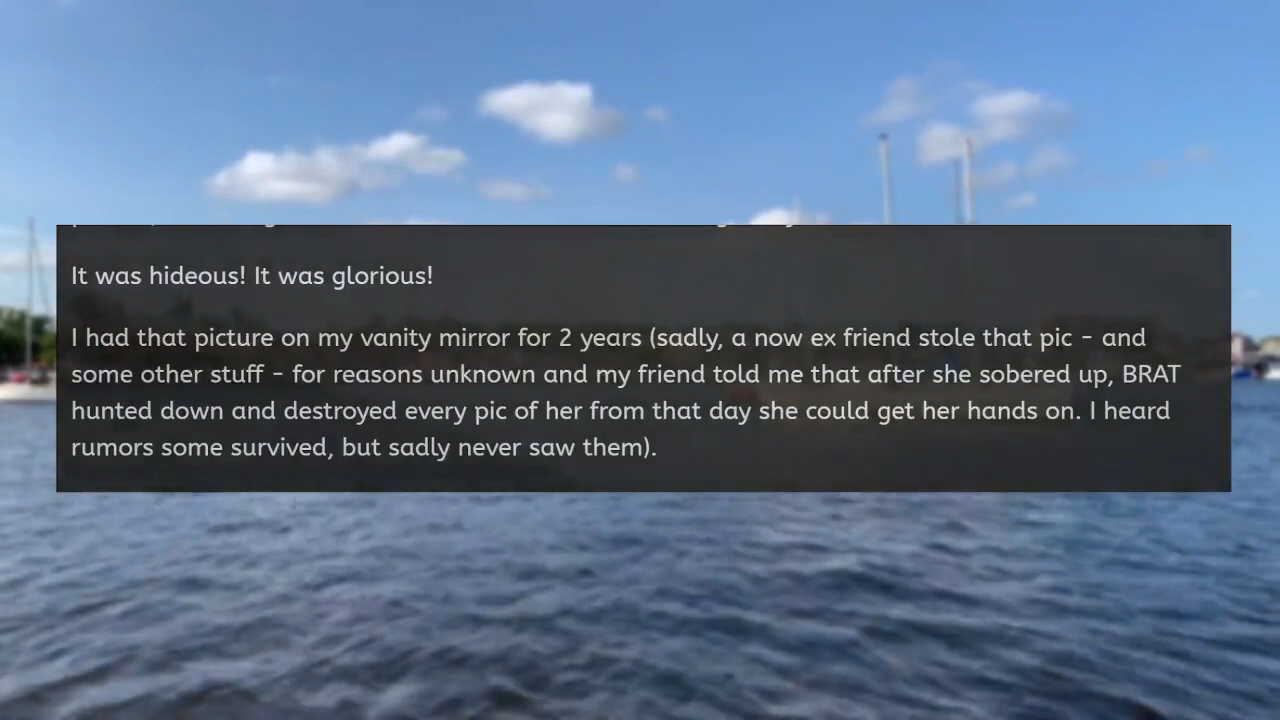 It was hideous! It was glorious!
I had that picture on my vanity mirror for 2 years (sadly, a now ex friend stole that pic - and
some other stuff - for reasons unknown and my friend told me that after she sobered up, BRAT
hunted down and destroyed every pic of her from that day she could get her hands on. I heard
rumors some survived, but sadly never saw them).